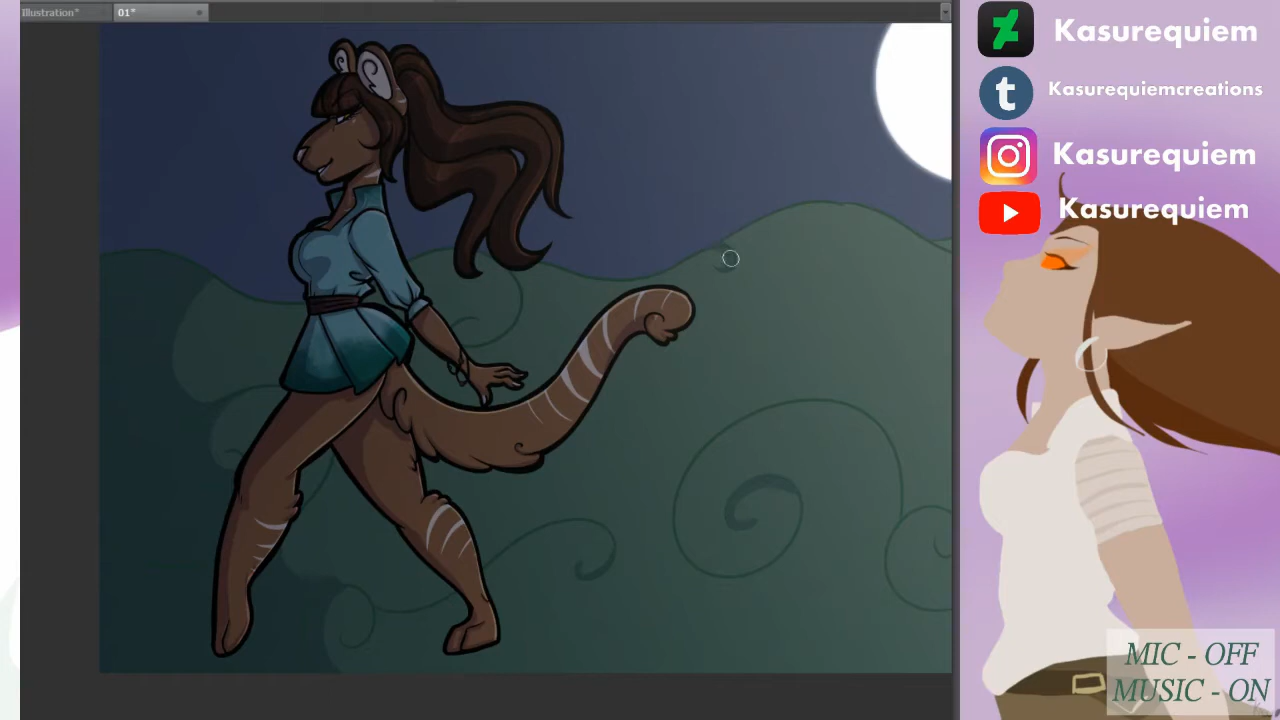 Illustration*
01*
Kasurequiem
Kasurequiemcreations
Kasurequiem
Kasurequiem
MIC - OFF
MUSIC - ON